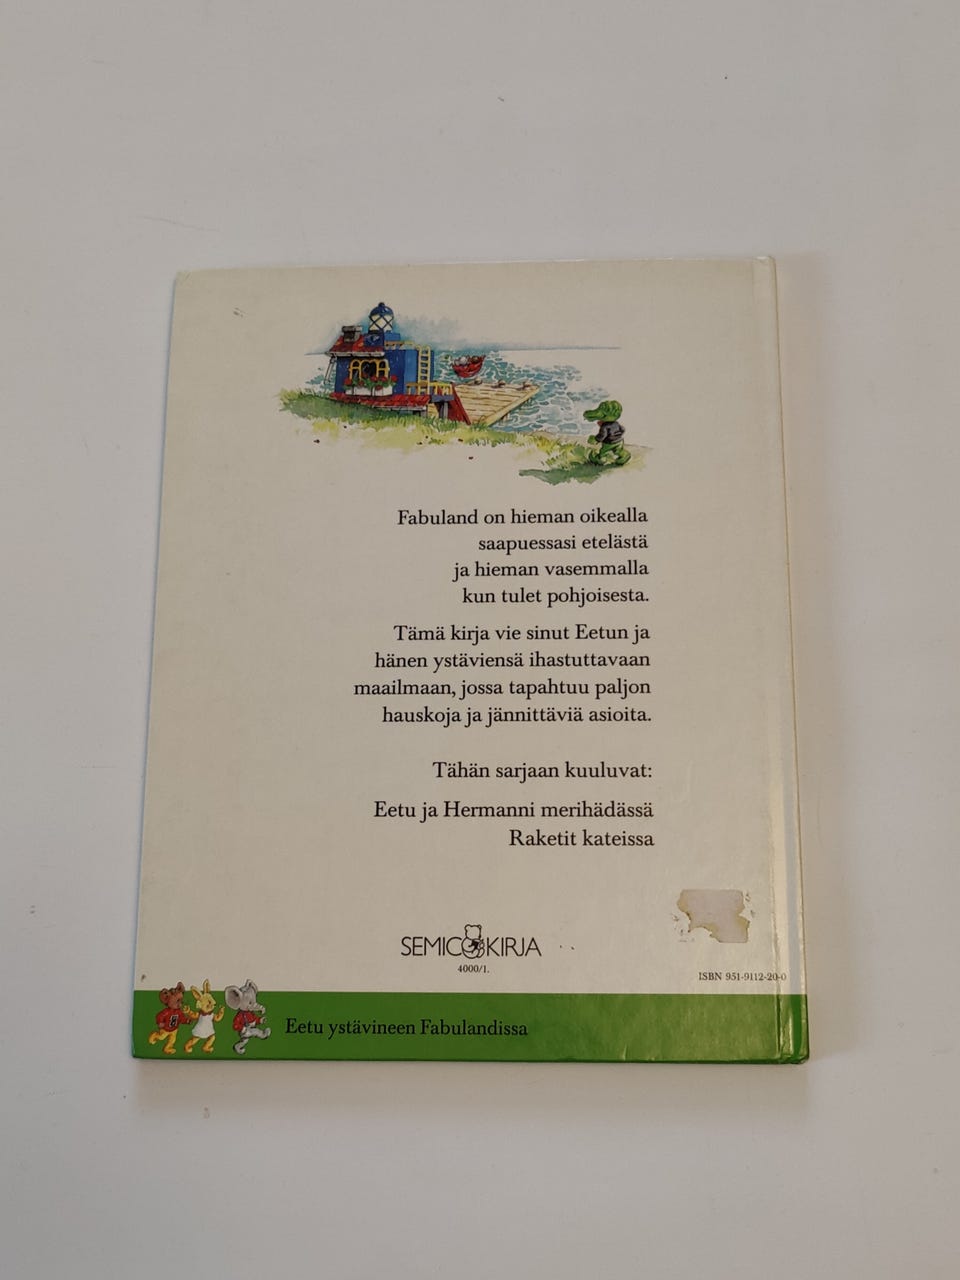 Fabuland on hieman oikealla
saapuessasi etelästä
ja hieman vasemmalla
kun tulet pohjoisesta.
Tämä kirja vie sinut Eetun ja
hänen ystäviensä ihastuttavaan
maailmaan, jossa tapahtuu paljon
hauskoja ja jännittäviä asioita.
Tähän sarjaan kuuluvat:
Eetu ja Hermanni merihädässä
Raketit kateissa
SEMIC KIRJA
4000/1.
ISBN 951-9112-20-0
Eetu ystävineen Fabulandissa